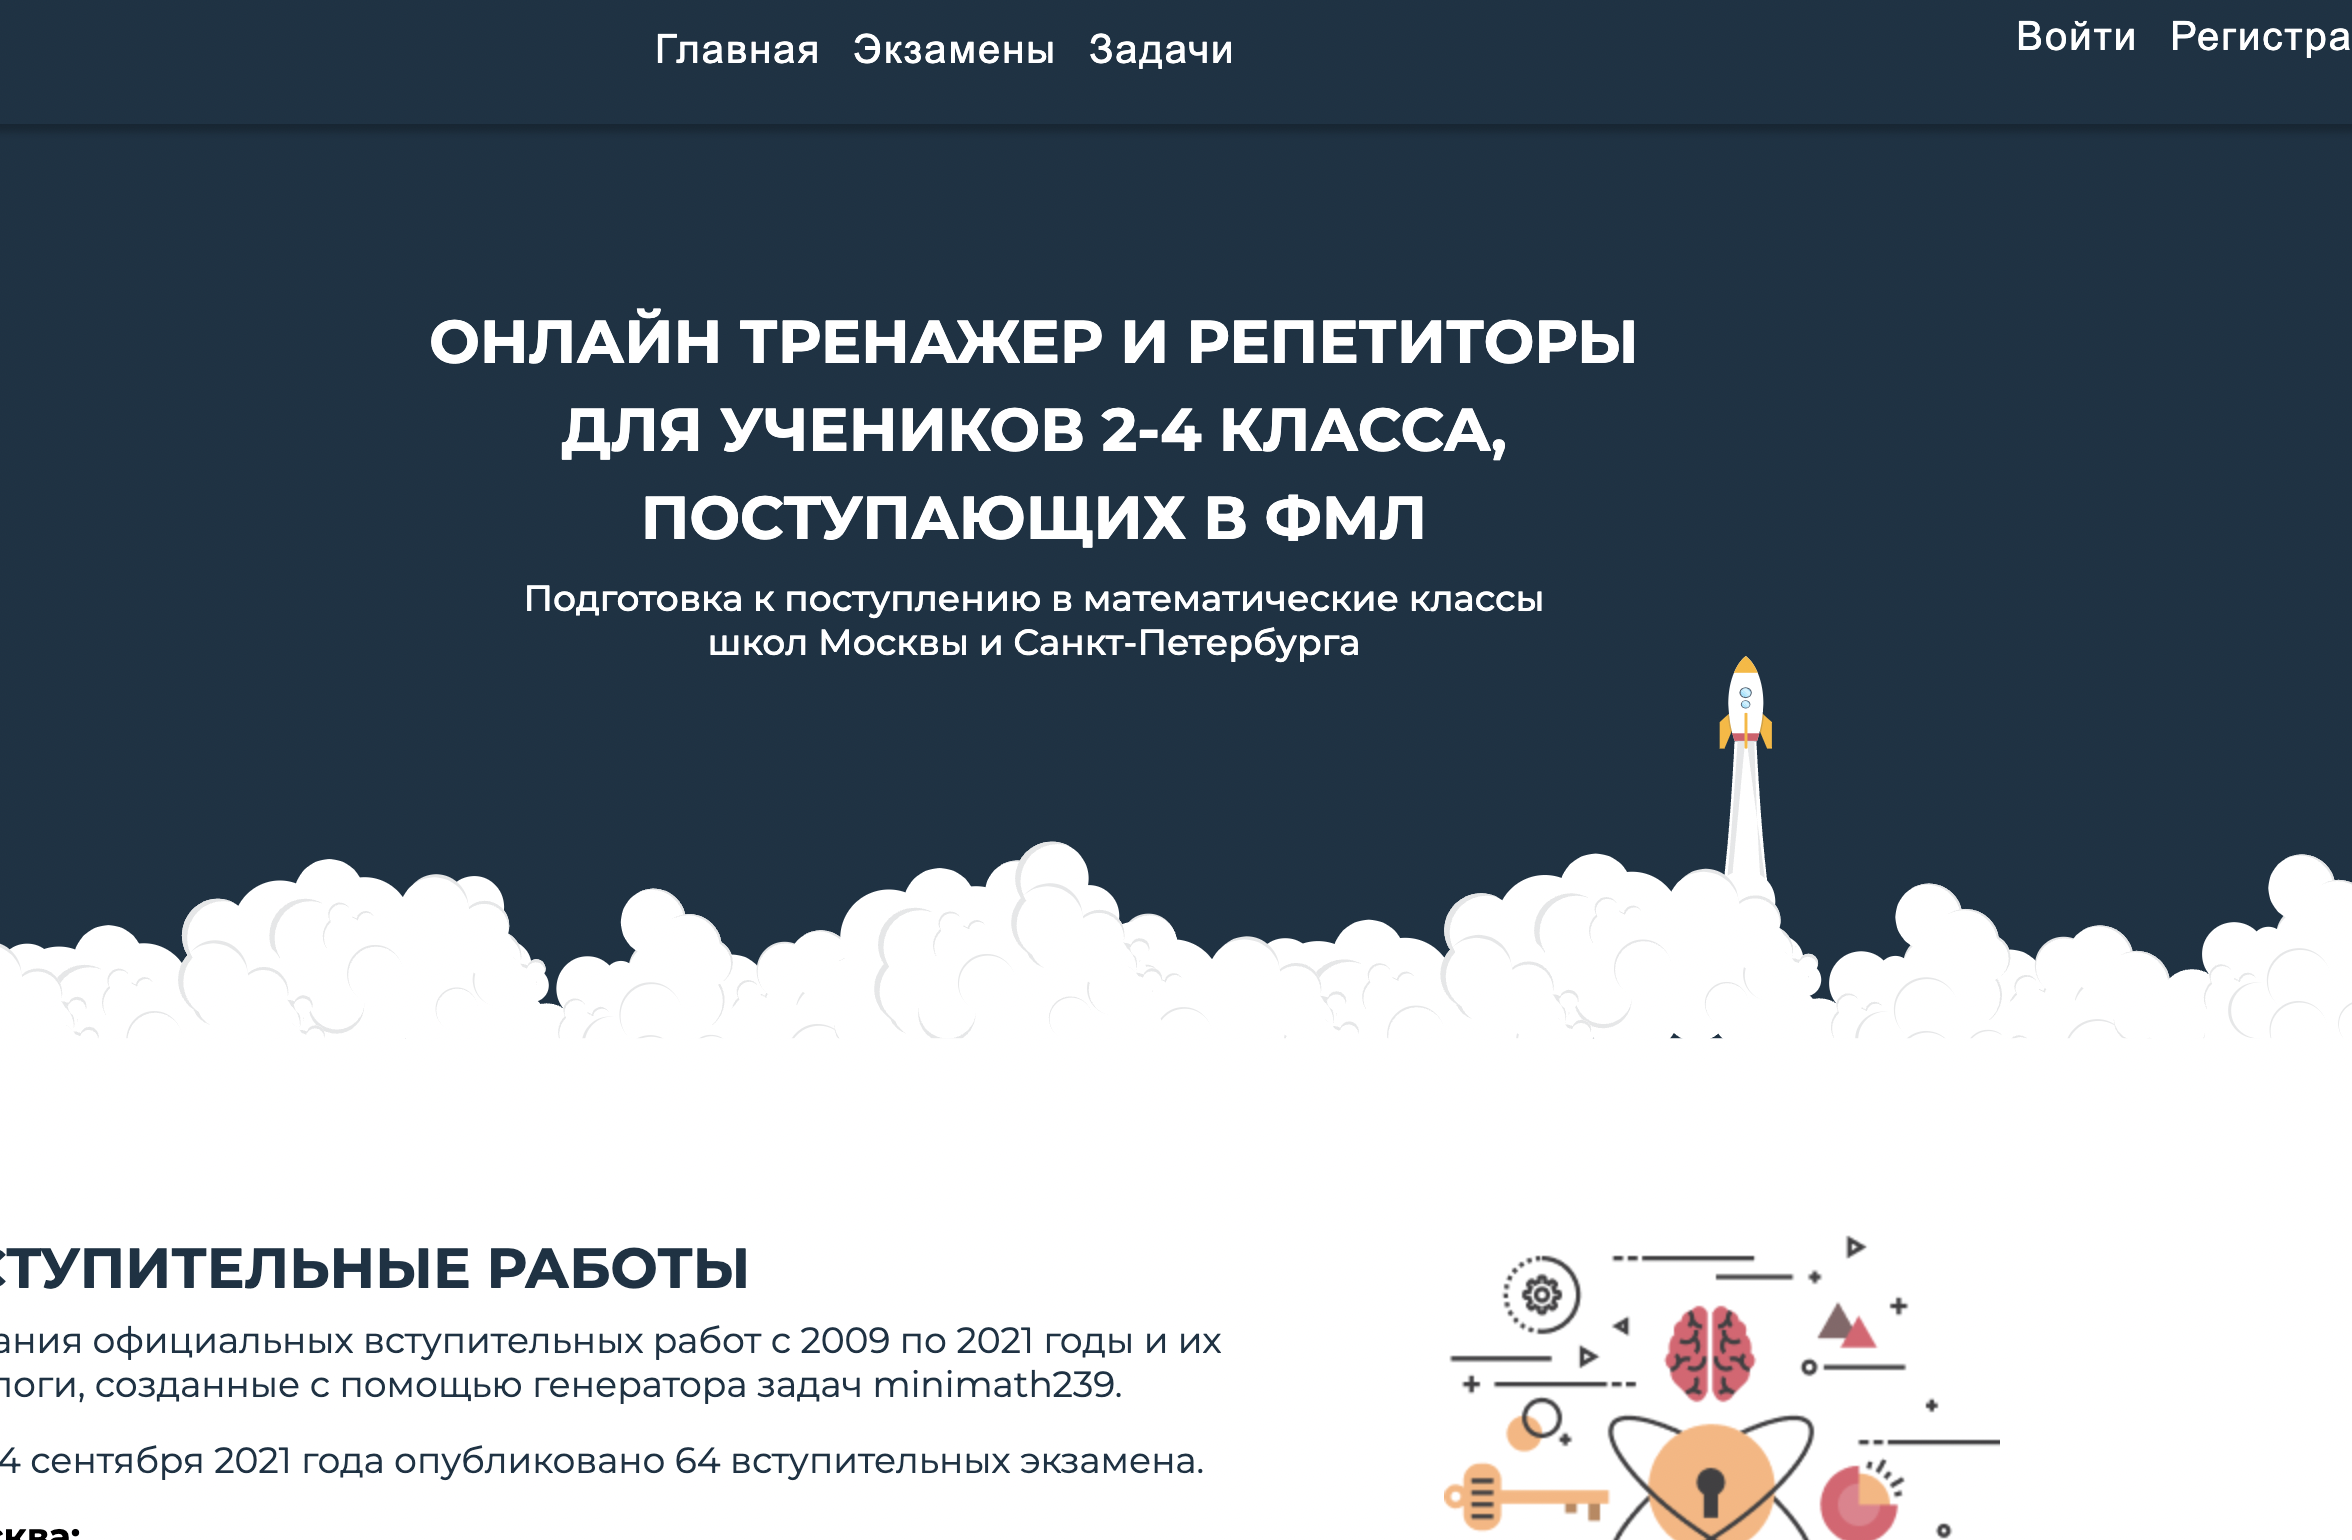 Главная Экзамены Задачи
Войти Регистра
ОНЛАЙН ТРЕНАЖЕР И РЕПЕТИТОРЫ
ДЛЯ УЧЕНИКОВ 2-4 КЛАССА,
ПОСТУПАЮЩИХ В ФМЛ
Подготовка к поступлению в математические классы
школ Москвы и Санкт-Петербурга
СТУПИТЕЛЬНЫЕ РАБОТЫ
ания официальных вступительных работ с 2009 по 2021 годы и их
логи, созданные с помощью генератора задач minimath239.
4 сентября 2021 года опубликовано 64 вступительных экзамена.
сква: